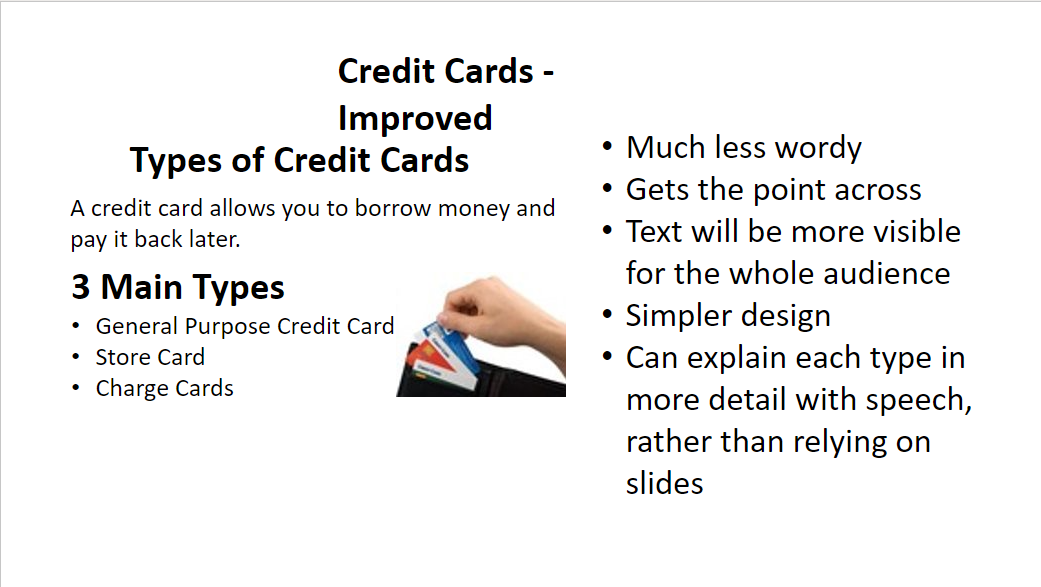 Credit Cards -
Improved
Types of Credit Cards
A credit card allows you to borrow money and
pay it back later.
3 Main Types
• General Purpose Credit Card
• Store Card
• Charge Cards
• Much less wordy
• Gets the point across
• Text will be more visible
for the whole audience
• Simpler design
• Can explain each type in
more detail with speech,
rather than relying on
slides